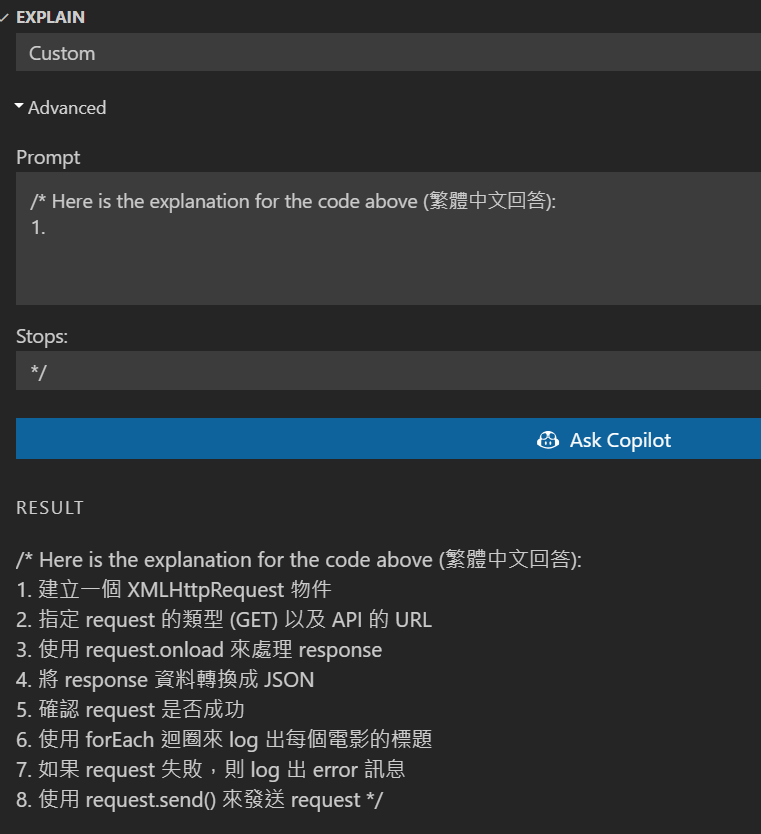 EXPLAIN
Custom
Advanced
Prompt
/* Here is the explanation for the code above (繁體中文回答):
1.
Stops:
*/
Ask Copilot
RESULT
/* Here is the explanation for the code above (繁體中文回答):
1. 建立一個 XMLHttpRequest 物件
2. 指定 request 的類型 (GET) 以及 API 的 URL
3. 使用 request.onload 來處理 response
4. 將 response 資料轉換成 JSON
5. 確認 request 是否成功
6. 使用 forEach 迴圈來 log 出每個電影的標題
7. 如果 request 失敗，則 log 出 error 訊息
8. 使用 request.send() 來發送 request */